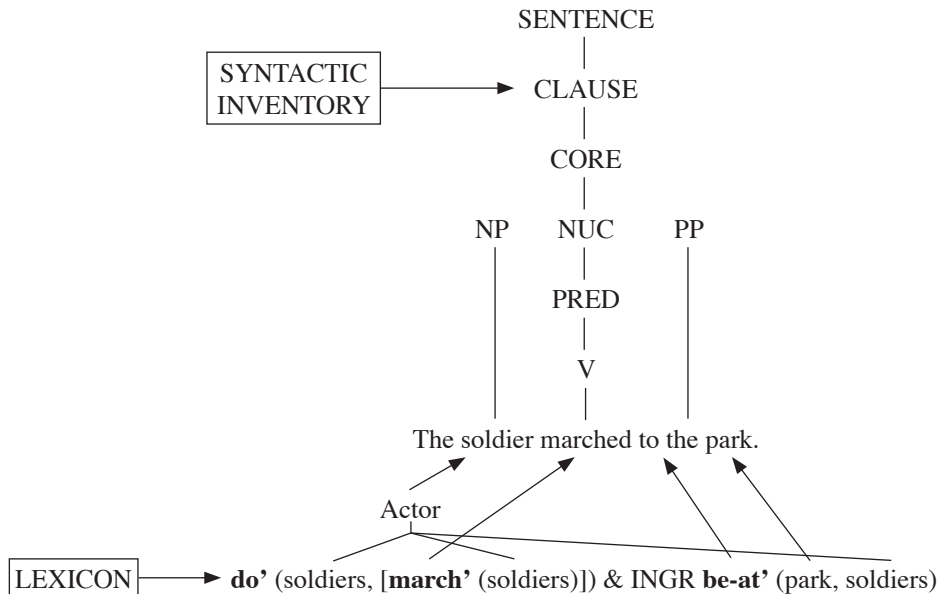 SENTENCE
SYNTACTIC
INVENTORY
CLAUSE
CORE
NP NUC PP
PRED
V
The soldier marched to the park.
Actor
LEXICON do’ (soldiers, [march’ (soldiers)]) & INGR be-at’ (park, soldiers)